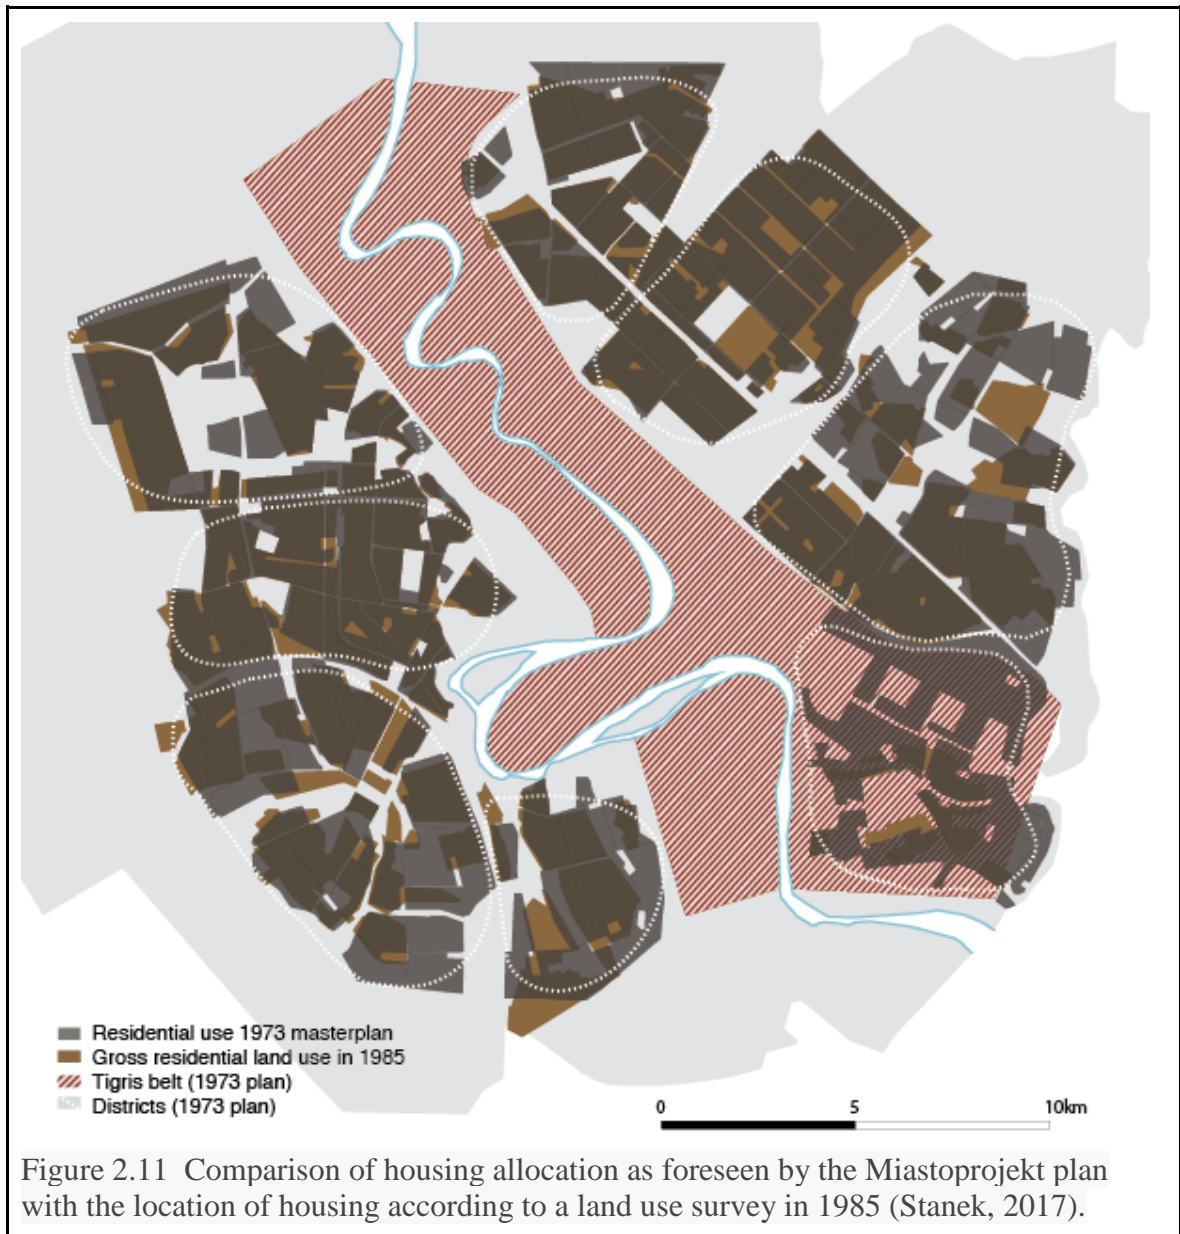 Residential use 1973 masterplan
Gross residential land use in 1985
Tigris belt (1973 plan)
Districts (1973 plan)
0 5 10km
Figure 2.11 Comparison of housing allocation as foreseen by the Miastoprojekt plan
with the location of housing according to a land use survey in 1985 (Stanek, 2017).